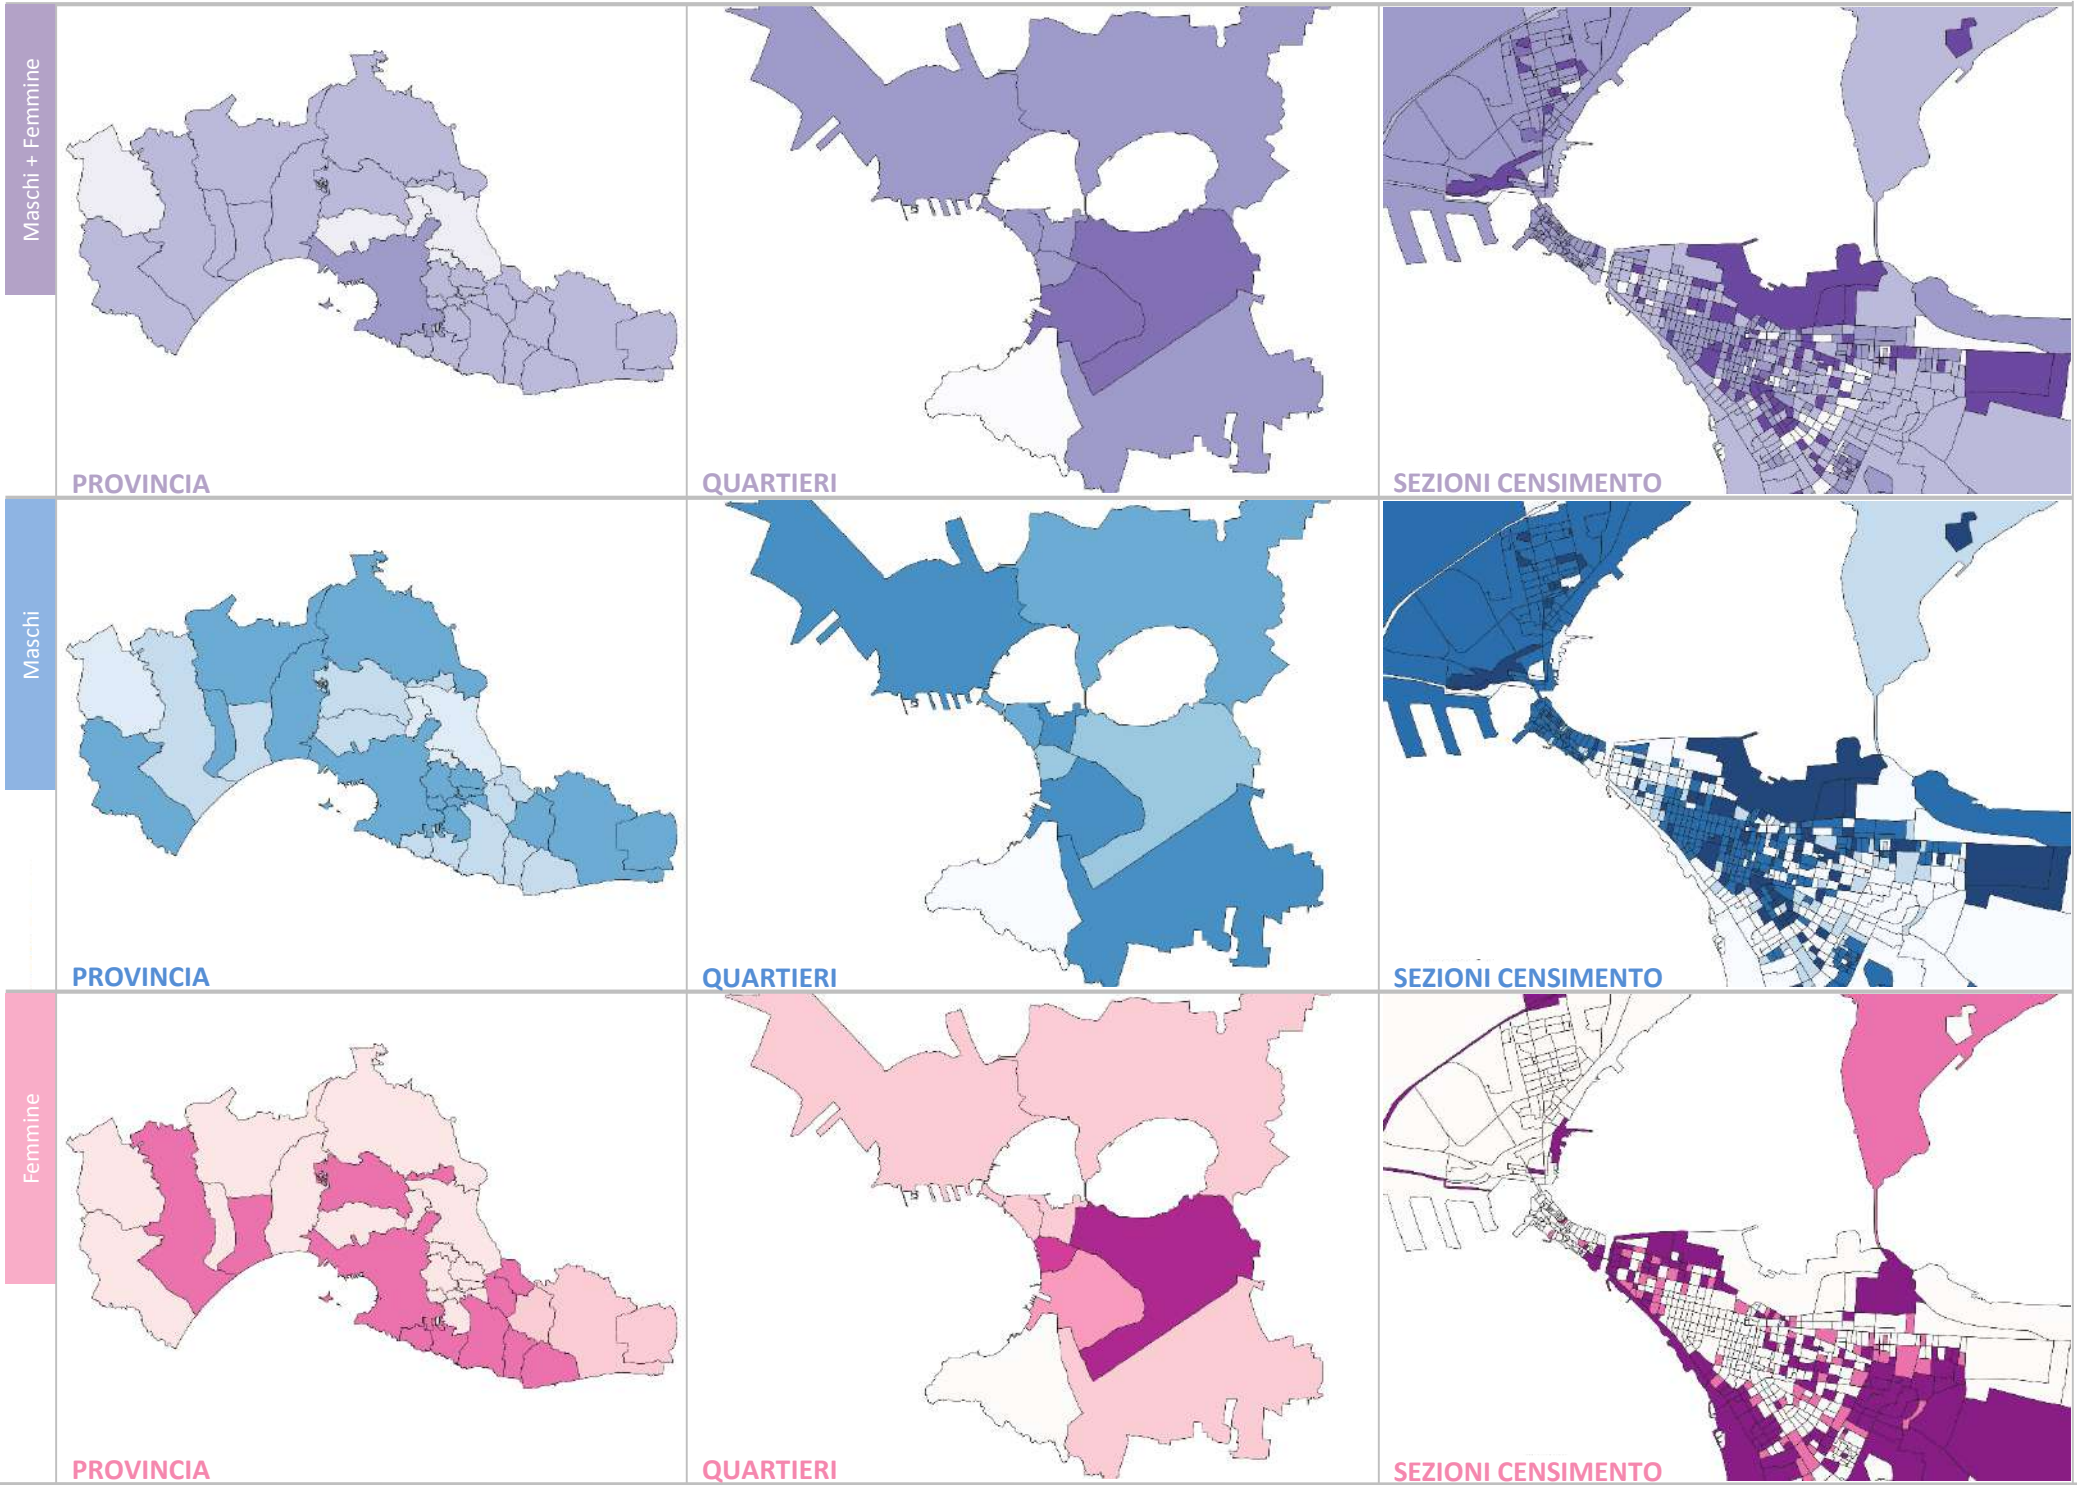 Maschi + Femmine
PROVINCIA
QUARTIERI
SEZIONI CENSIMENTO
Maschi
PROVINCIA
QUARTIERI
SEZIONI CENSIMENTO
Femmine
PROVINCIA
QUARTIERI
SEZIONI CENSIMENTO